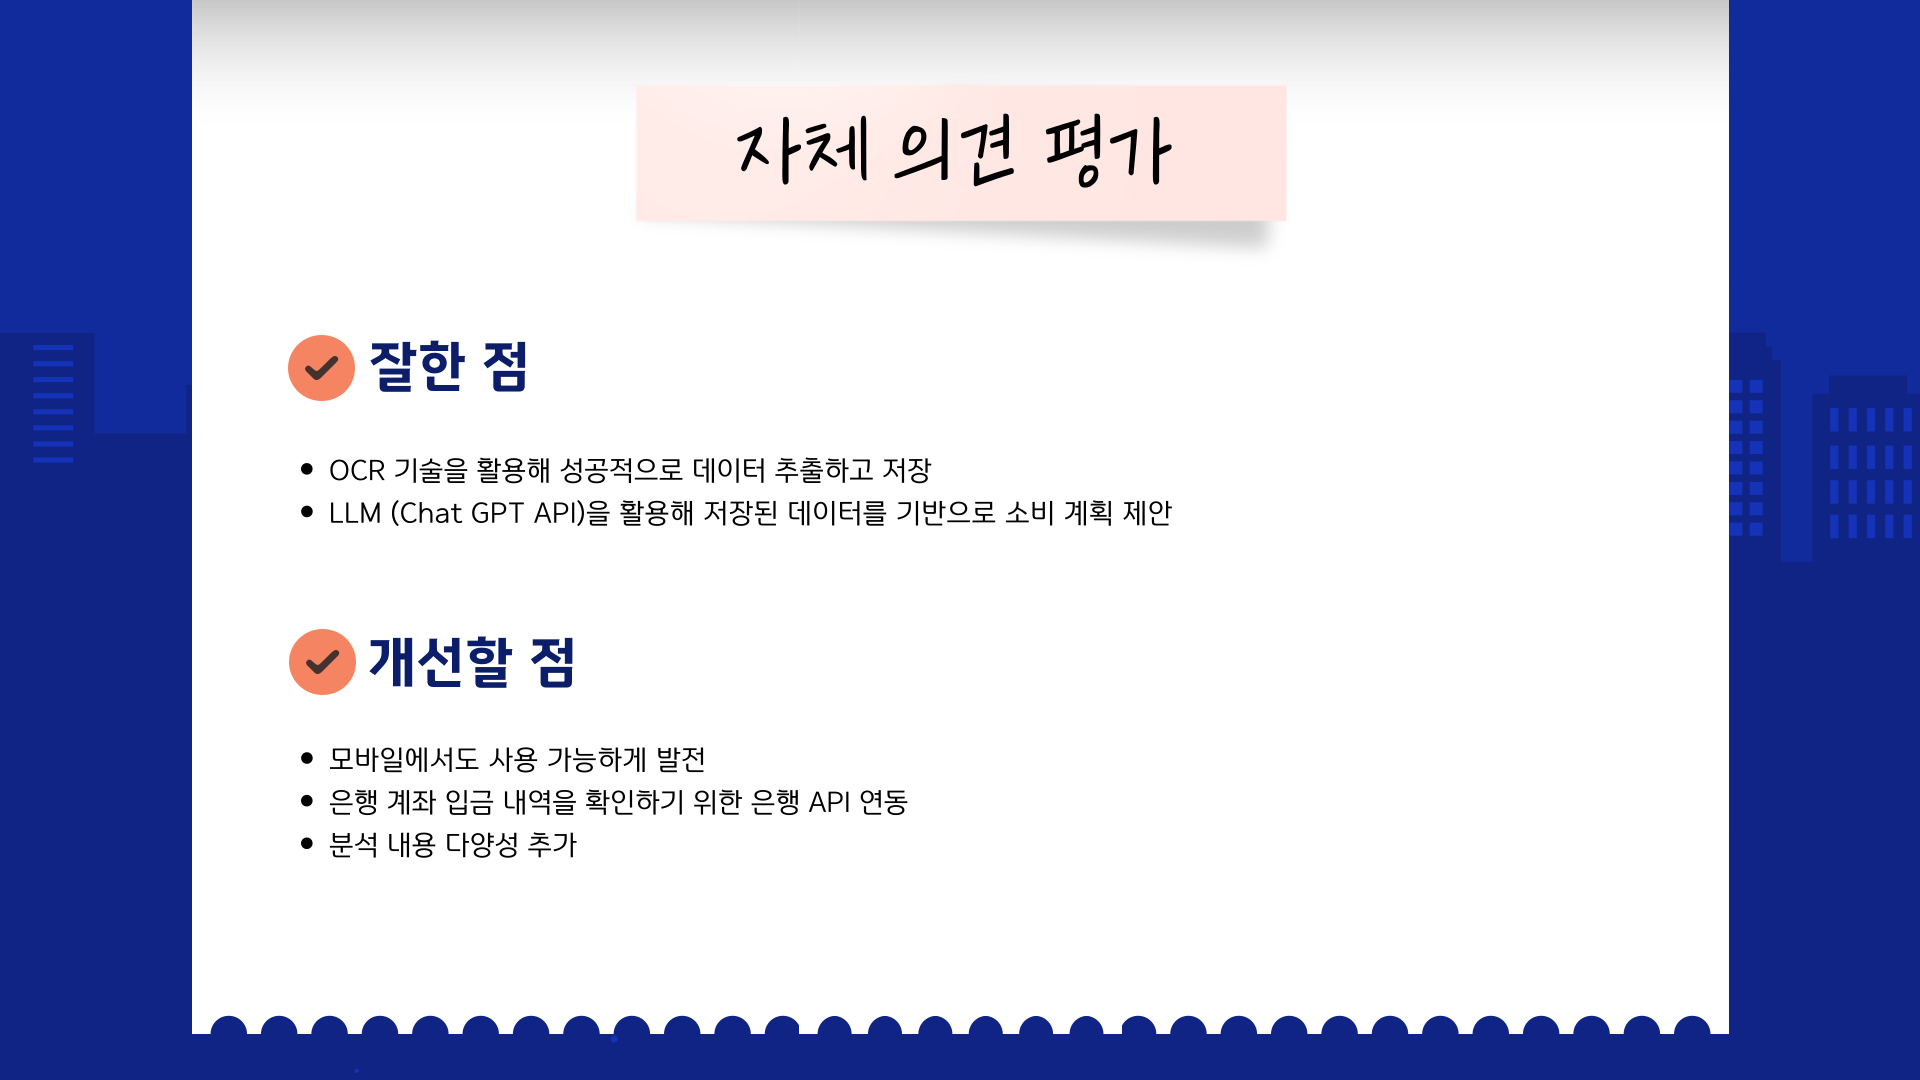 자체 의견 평가
잘한 점
• OCR 기술을 활용해 성공적으로 데이터 추출하고 저장
• LLM (Chat GPT API)을 활용해 저장된 데이터를 기반으로 소비 계획 제안
개선할 점
• 모바일에서도 사용 가능하게 발전
• 은행 계좌 입금 내역을 확인하기 위한 은행 API 연동
• 분석 내용 다양성 추가